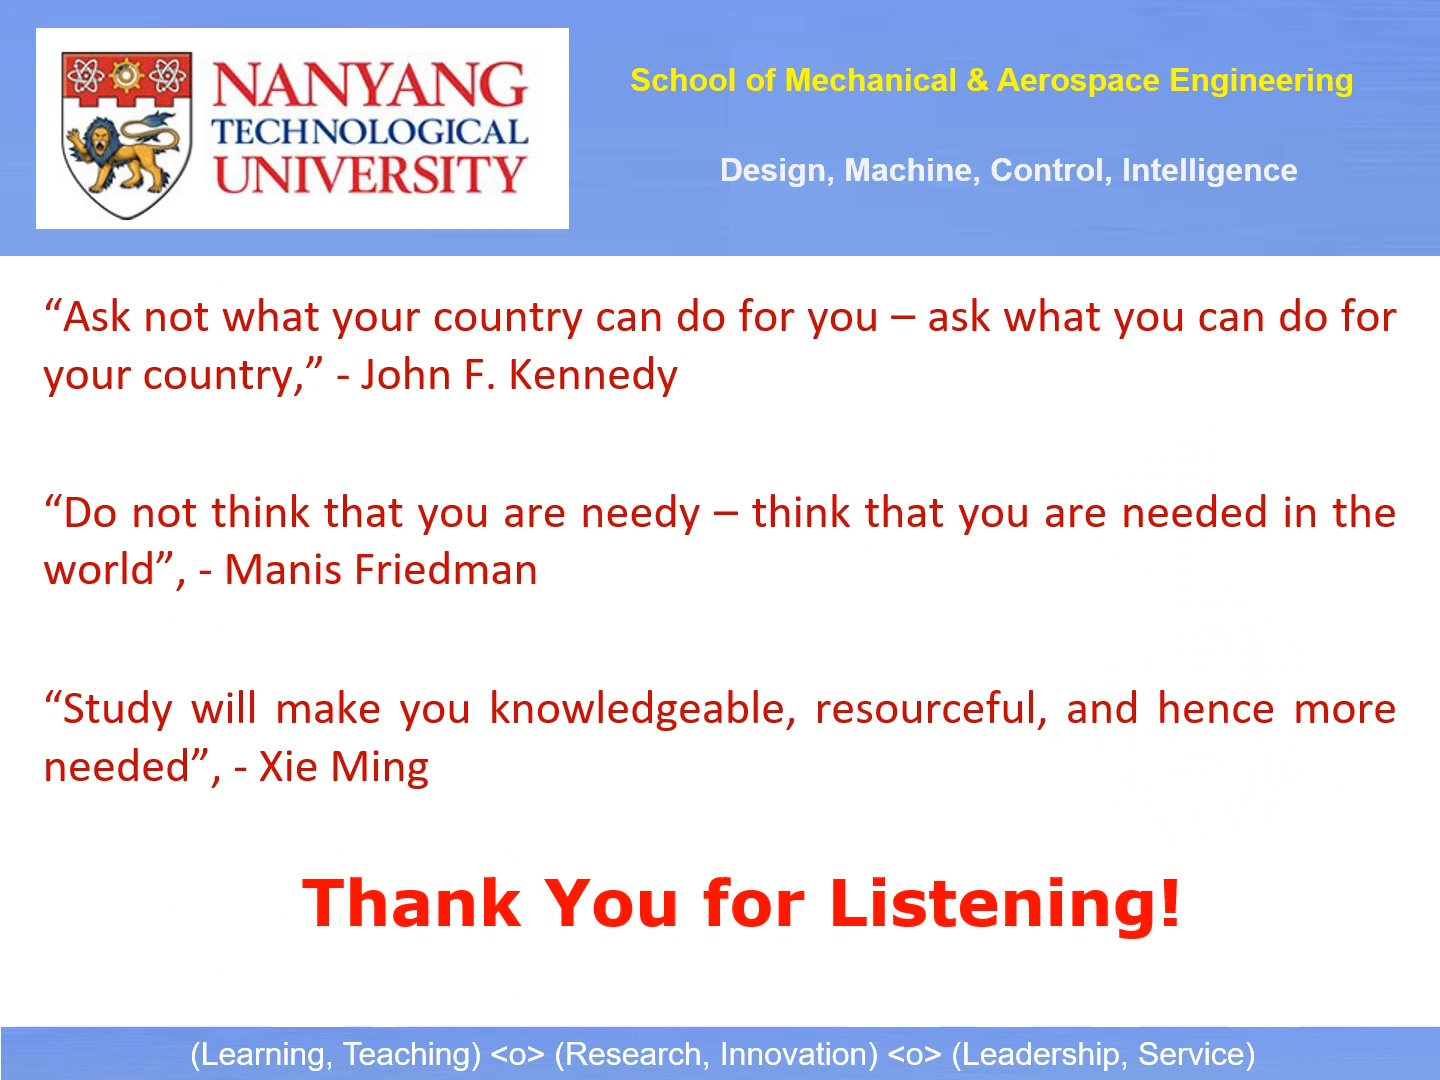 NANYANG
TECHNOLOGICAL
UNIVERSITY
School of Mechanical & Aerospace Engineering
Design, Machine, Control, Intelligence
“Ask not what your country can do for you – ask what you can do for
your country,” - John F. Kennedy
“Do not think that you are needy – think that you are needed in the
world”, - Manis Friedman
“Study will make you knowledgeable, resourceful, and hence more
needed”, - Xie Ming
Thank You for Listening!
(Learning, Teaching) <o> (Research, Innovation) <o> (Leadership, Service)